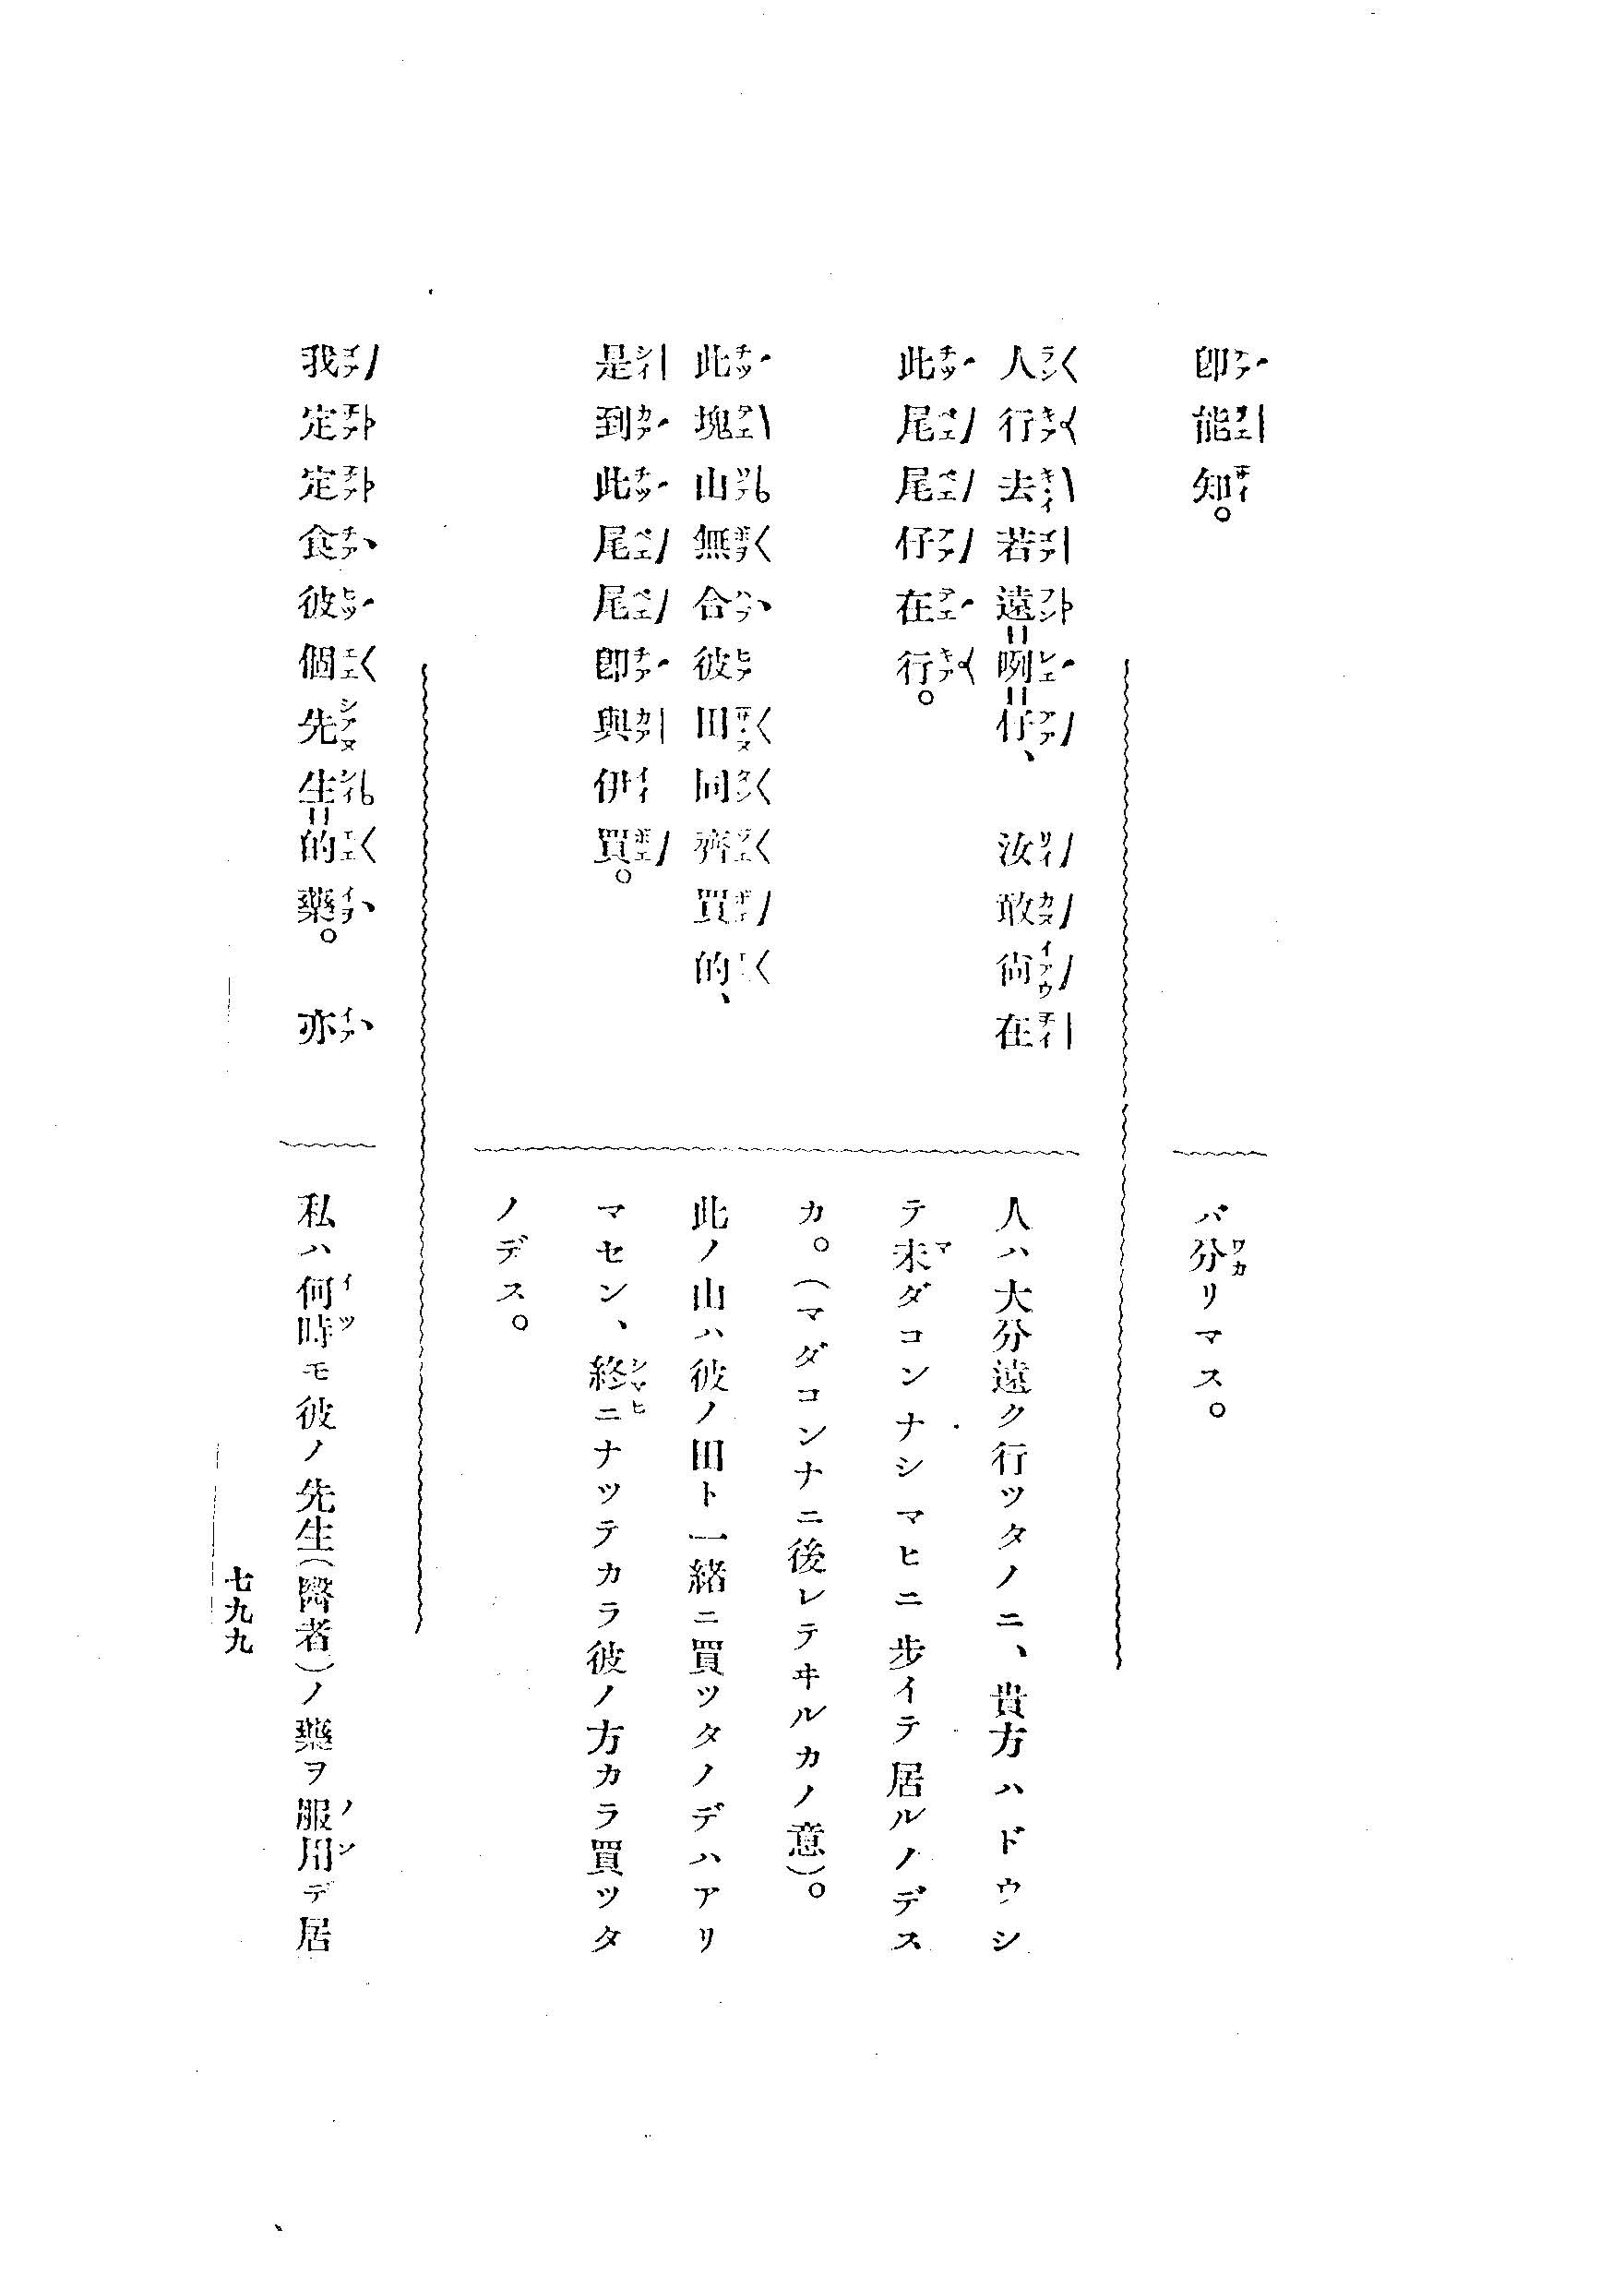 卽能知。
バ分リマス。
人行去若遠咧仔、汝敢尙在
此尾尾仔在行。
人ハ大分遠ク行ツタノニ、貴方ハドウシ
テ未ダコンナシマヒニ步イテ居ルノデス
カ。(マダコンナニ後レテヰルカノ意)。
此塊山無合彼田同齊買的、
是到此尾尾卽與伊買。
此ノ山ハ彼ノ田ト一緖ニ買ツタノデハアリ
マセン、終ニナツテカラ彼ノ方カラ買ツタ
ノデス。
我定定食彼個先生的藥。亦
私ハ何時モ彼ノ先生(醫者)ノ藥ヲ服用デ居
七九九